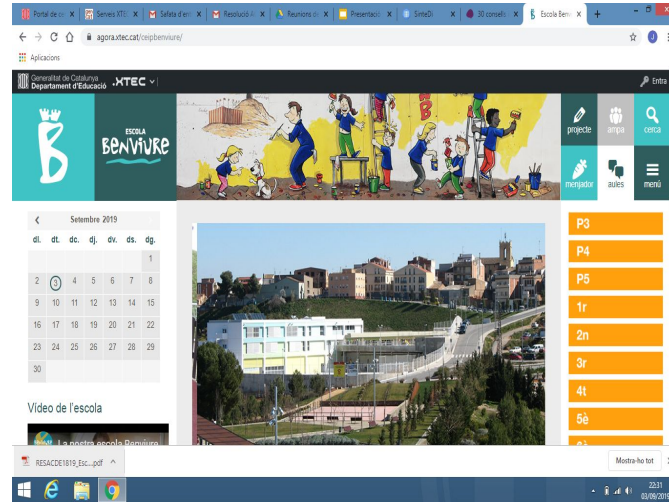 Portal de ce
Serveis XTE
Safata d'en
Resolució A
Reunions d
Presentaci
SinteDi
30 consells
Escola Benv
agora.xtec.cat/ceipbenviure/
Aplicacions
Generalitat de Catalunya
Departament d'Educació
.XTEC
Entra
B
ESCOLA
BENVIURE
B
projecte
ampa
cerca
menjador
aules
menú
Setembre 2019
dl. dt. dc. dj. dv. ds. dg.
1
2 3 4 5 6 7 8
9 10 11 12 13 14 15
16 17 18 19 20 21 22
23 24 25 26 27 28 29
30
Vídeo de l'escola
La nostra escola Benviure
P3
P4
P5
1r
2n
3r
4t
5è
6è
RESACDE1819_Esc....pdf
Mostra-ho tot
22:31
03/09/2019